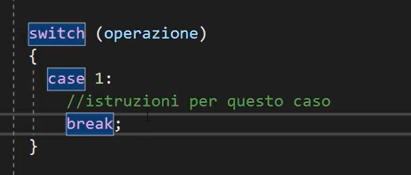 switch (operazione)
{
case 1:
//istruzioni per questo caso
break;
}